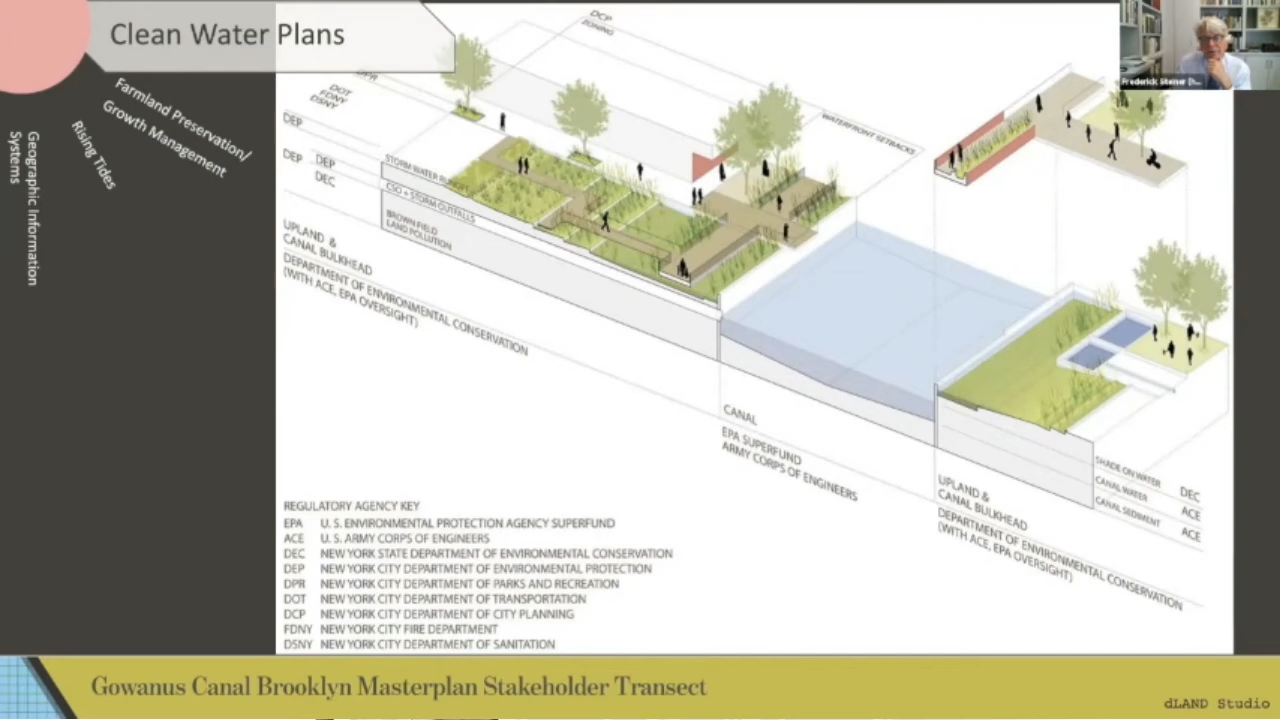 Clean Water Plans
Farmland Preservation/
Growth Management
Rising Tides
Geographic Information
Systems
DCP
ZONING
DPR
DOT
FDNY
DSNY
DEP
DEP
DEP
DEC
STORM WATER
CSO + STORM OUTFALLS
BROWN FIELD
LAND POLLUTION
WATERFRONT SETBACKS
UPLAND &
CANAL BULKHEAD
DEPARTMENT OF ENVIRONMENTAL CONSERVATION
(WITH ACE, EPA OVERSIGHT)
CANAL
EPA SUPERFUND
ARMY CORPS OF ENGINEERS
UPLAND &
CANAL BULKHEAD
DEPARTMENT OF ENVIRONMENTAL CONSERVATION
(WITH ACE, EPA OVERSIGHT)
SHADE ON WATER DEC
CANAL WATER ACE
CANAL SEDIMENT ACE
REGULATORY AGENCY KEY
EPA U. S. ENVIRONMENTAL PROTECTION AGENCY SUPERFUND
ACE U. S. ARMY CORPS OF ENGINEERS
DEC NEW YORK STATE DEPARTMENT OF ENVIRONMENTAL CONSERVATION
DEP NEW YORK CITY DEPARTMENT OF ENVIRONMENTAL PROTECTION
DPR NEW YORK CITY DEPARTMENT OF PARKS AND RECREATION
DOT NEW YORK CITY DEPARTMENT OF TRANSPORTATION
DCP NEW YORK CITY DEPARTMENT OF CITY PLANNING
FDNY NEW YORK CITY FIRE DEPARTMENT
DSNY NEW YORK CITY DEPARTMENT OF SANITATION
Frederick Steiner
Gowanus Canal Brooklyn Masterplan Stakeholder Transect
dLAND Studio